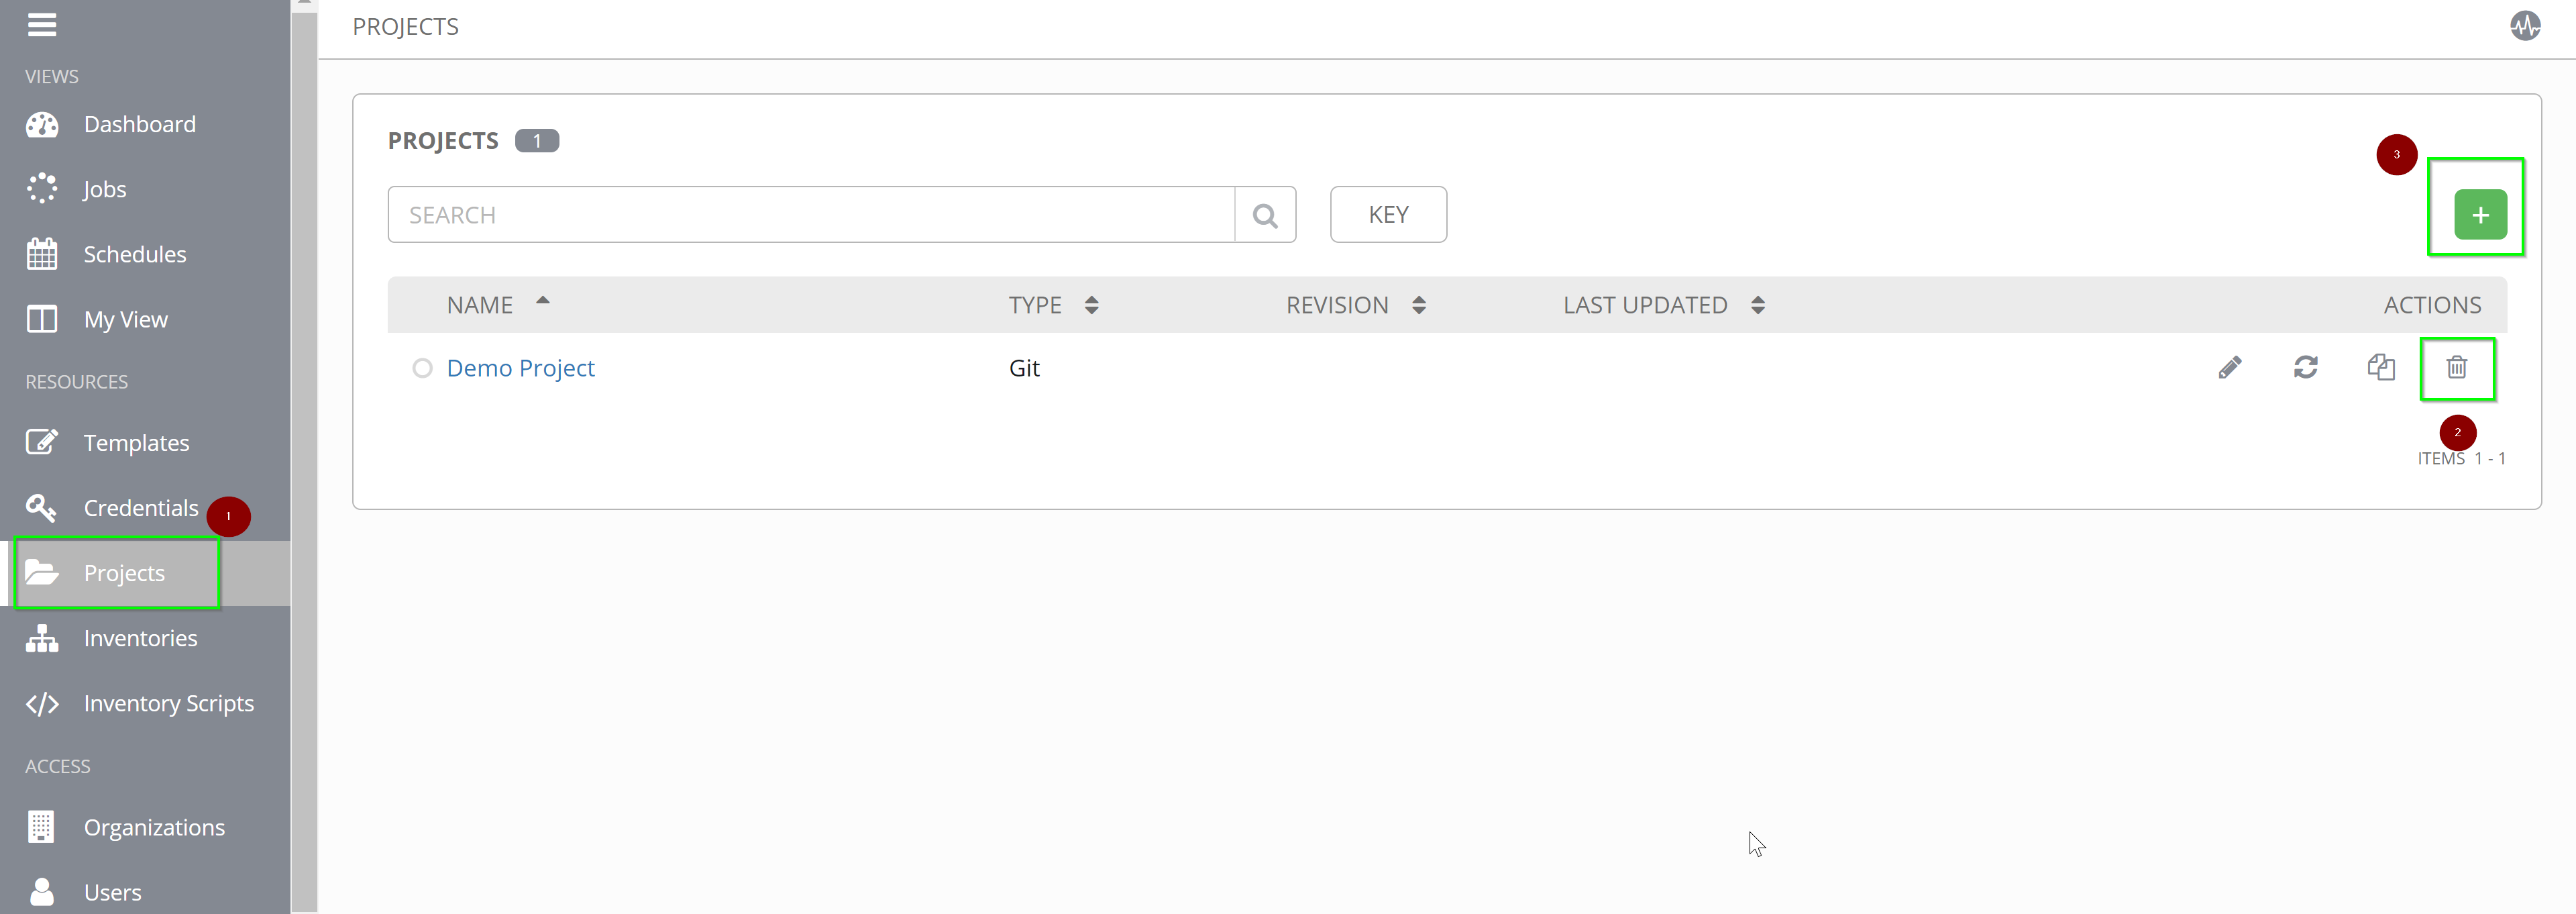 PROJECTS
VIEWS
Dashboard
Jobs
Schedules
My View
RESOURCES
Templates
Credentials
1
Projects
Inventories
Inventory Scripts
ACCESS
Organizations
Users
PROJECTS 1
3
SEARCH
KEY
+
NAME TYPE REVISION LAST UPDATED ACTIONS
Demo Project Git
2
ITEMS 1 - 1